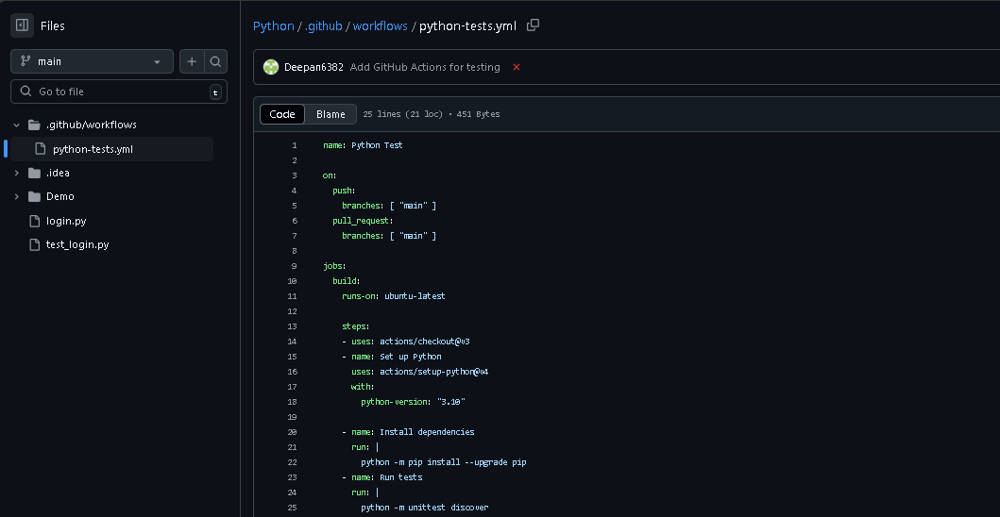 Files
main
Go to file
t
.github/workflows
python-tests.yml
.idea
Demo
login.py
test_login.py
Python / .github / workflows / python-tests.yml
Deepan6382 Add GitHub Actions for testing
Code Blame 25 lines (21 loc) • 451 Bytes
1 name: Python Test
2
3 on:
4 push:
5 branches: [ "main" ]
6 pull_request:
7 branches: [ "main" ]
8
9 jobs:
10 build:
11 runs-on: ubuntu-latest
12
13 steps:
14 - uses: actions/checkout@v3
15 - name: Set up Python
16 uses: actions/setup-python@v4
17 with:
18 python-version: "3.10"
19
20 - name: Install dependencies
21 run: |
22 python -m pip install --upgrade pip
23 - name: Run tests
24 run: |
25 python -m unittest discover